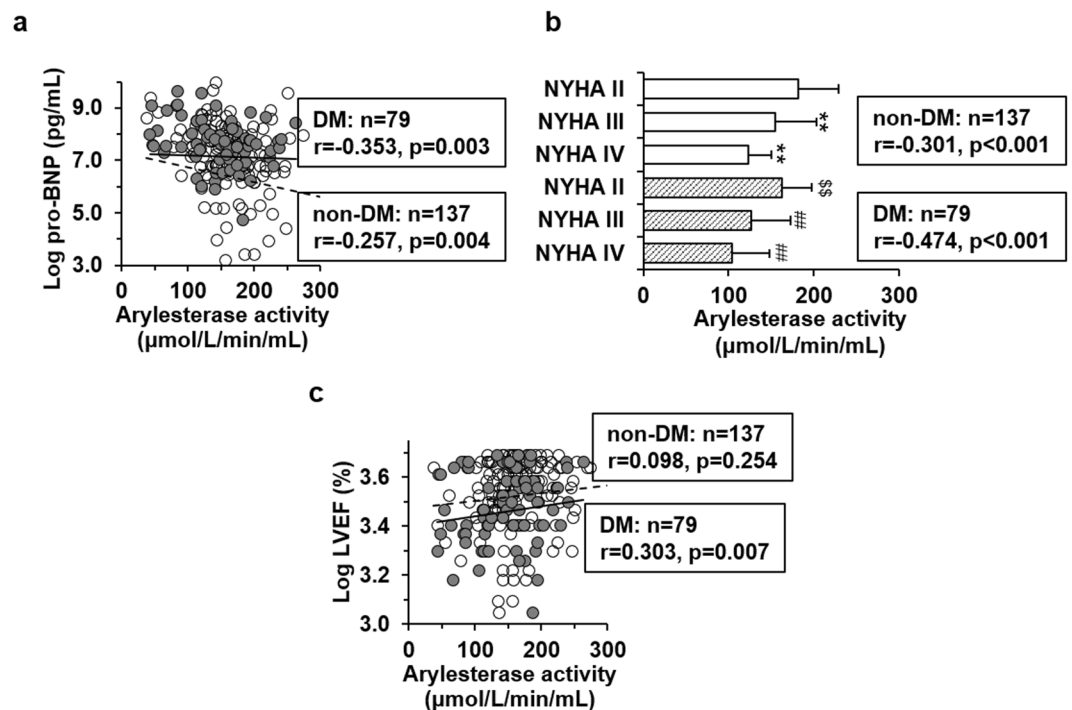 a
Log pro-BNP (pg/mL)
9.0
7.0
5.0
3.0
0 100 200 300
Arylesterase activity
(µmol/L/min/mL)
DM: n=79
r=-0.353, p=0.003
non-DM: n=137
r=-0.257, p=0.004
b
NYHA II
NYHA III
**
NYHA IV
**
NYHA II
$$
NYHA III
##
NYHA IV
##
0 100 200 300
Arylesterase activity
(µmol/L/min/mL)
non-DM: n=137
r=-0.301, p<0.001
DM: n=79
r=-0.474, p<0.001
c
Log LVEF (%)
3.6
3.4
3.2
3.0
0 100 200 300
Arylesterase activity
(µmol/L/min/mL)
non-DM: n=137
r=0.098, p=0.254
DM: n=79
r=0.303, p=0.007